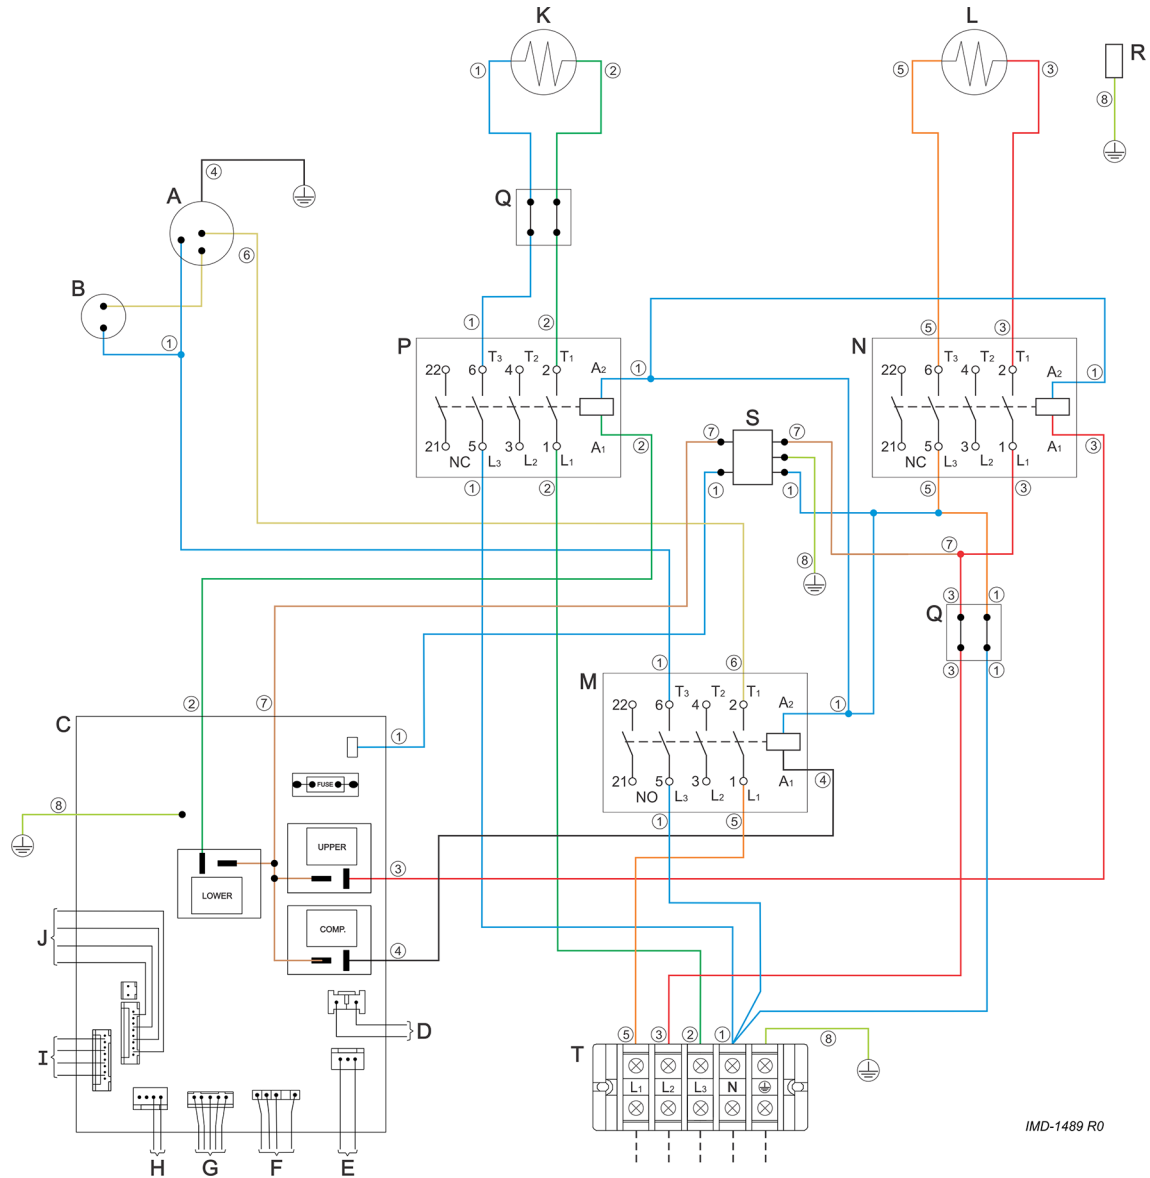 K
L
R
① ②
⑤ ③
⑧
④
A
Q
⑥
B
① ② ⑤ ③
①
P
T3 T2 T1
22 6 4 2
A2
①
21 5 3 1
A1
②
NC L3 L2 L1
① ②
N
T3 T2 T1
22 6 4 2
A2
①
21 5 3 1
A1
③
NC L3 L2 L1
⑤ ③
S
⑦ ⑦
① ①
⑧
⑦
③ ①
Q
③ ①
M
① ⑥
T3 T2 T1
22 6 4 2
A2
①
21 5 3 1
A1
④
NO L3 L2 L1
① ⑤
② ⑦
C
①
FUSE
⑧
UPPER
③
LOWER
COMP.
④
J
D
I
H G F E
⑤ ③ ② ①
⑧
T
L1 L2 L3 N
IMD-1489 R0